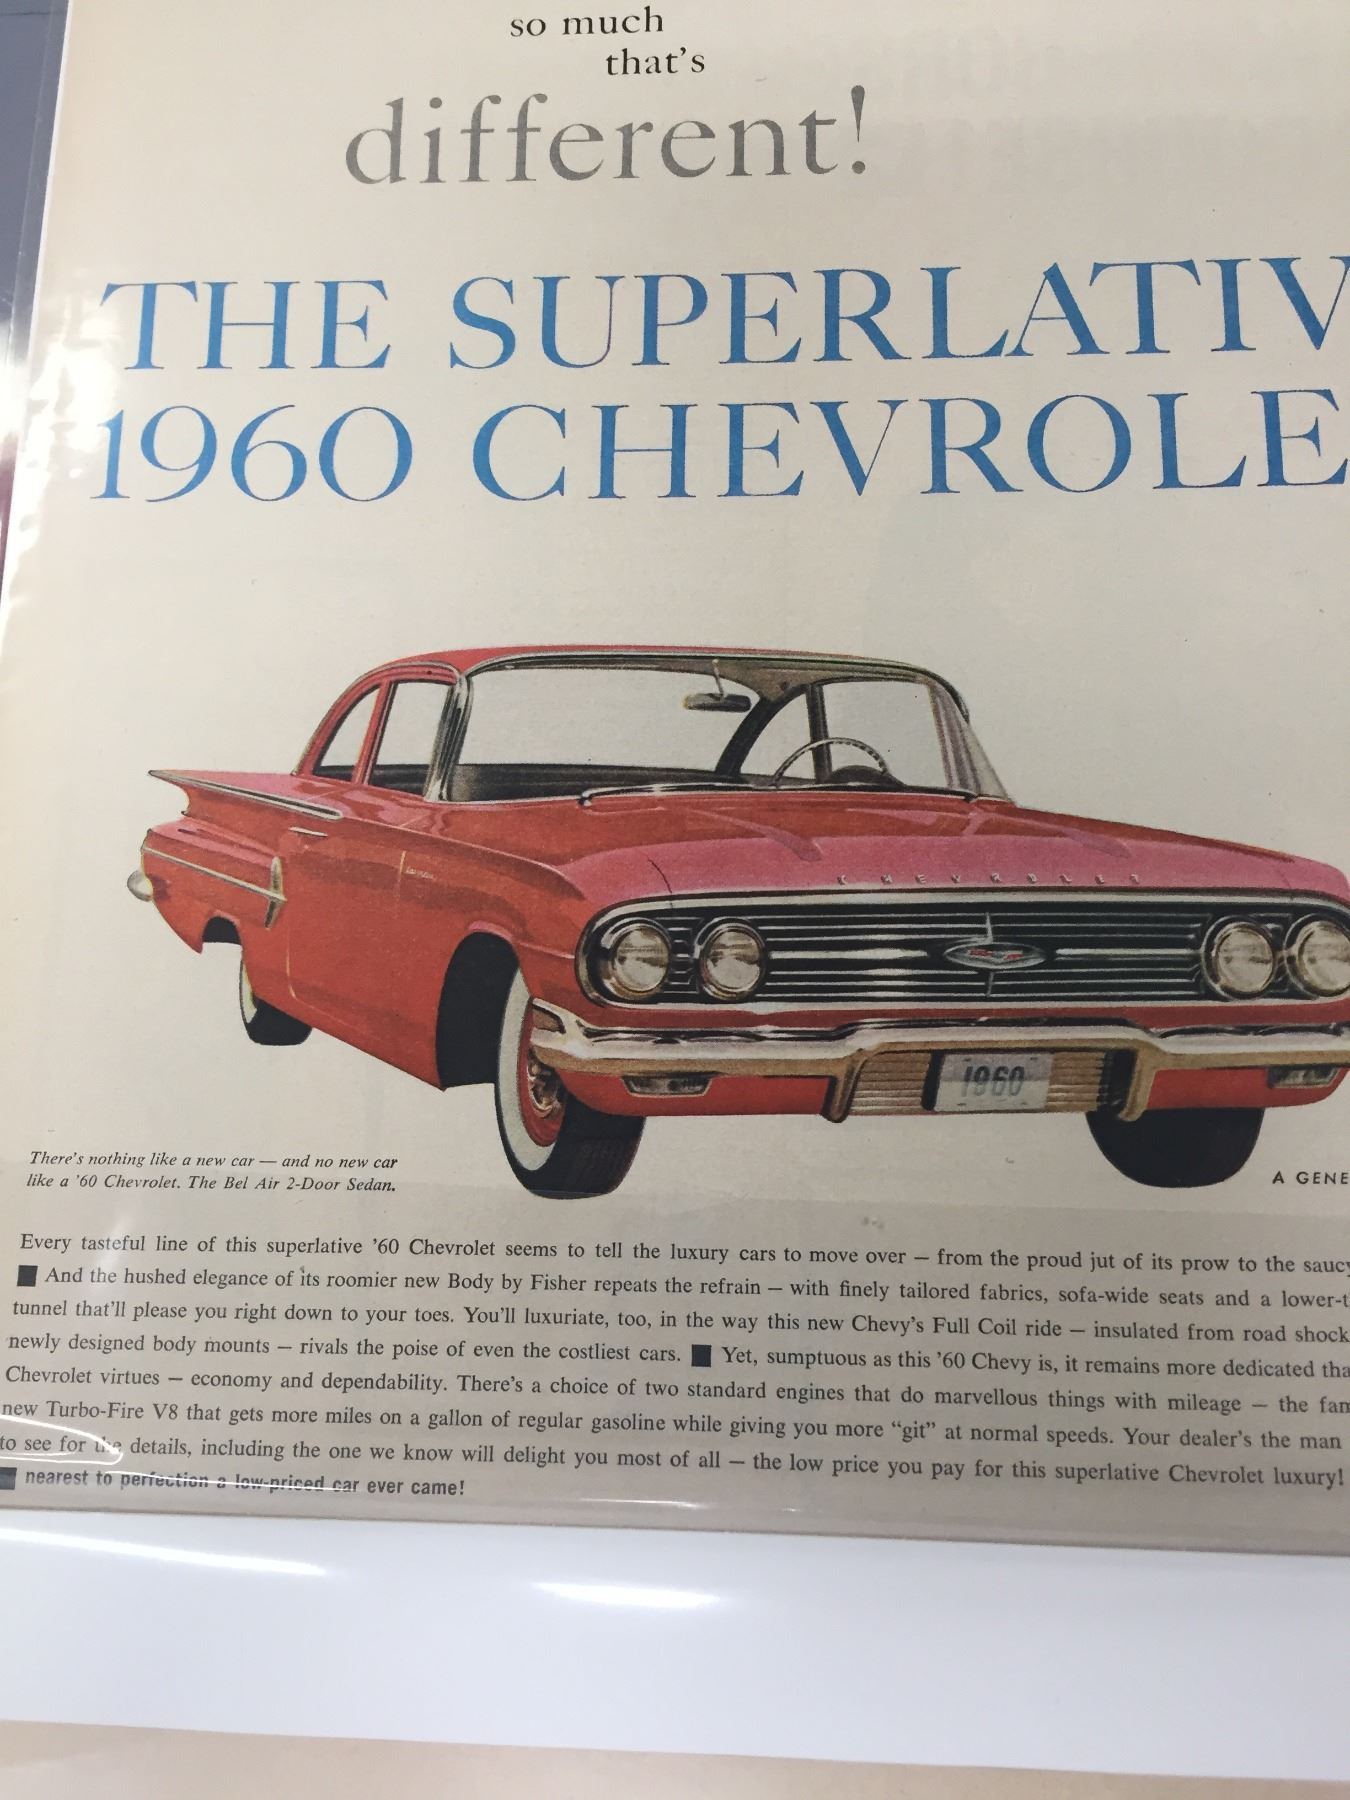 so much
that's
different!
THE SUPERLATIV
1960 CHEVROLE
CHEVROLET
1960
There's nothing like a new car — and no new car
like a '60 Chevrolet. The Bel Air 2-Door Sedan.
A GENE
Every tasteful line of this superlative '60 Chevrolet seems to tell the luxury cars to move over — from the proud jut of its prow to the saucy
■ And the hushed elegance of its roomier new Body by Fisher repeats the refrain — with finely tailored fabrics, sofa-wide seats and a lower-t
tunnel that'll please you right down to your toes. You'll luxuriate, too, in the way this new Chevy's Full Coil ride — insulated from road shock
newly designed body mounts — rivals the poise of even the costliest cars. ■ Yet, sumptuous as this '60 Chevy is, it remains more dedicated tha
Chevrolet virtues — economy and dependability. There's a choice of two standard engines that do marvellous things with mileage — the fam
new Turbo-Fire V8 that gets more miles on a gallon of regular gasoline while giving you more “git” at normal speeds. Your dealer's the man
to see for the details, including the one we know will delight you most of all — the low price you pay for this superlative Chevrolet luxury!
■ nearest to perfection a low-priced car ever came!